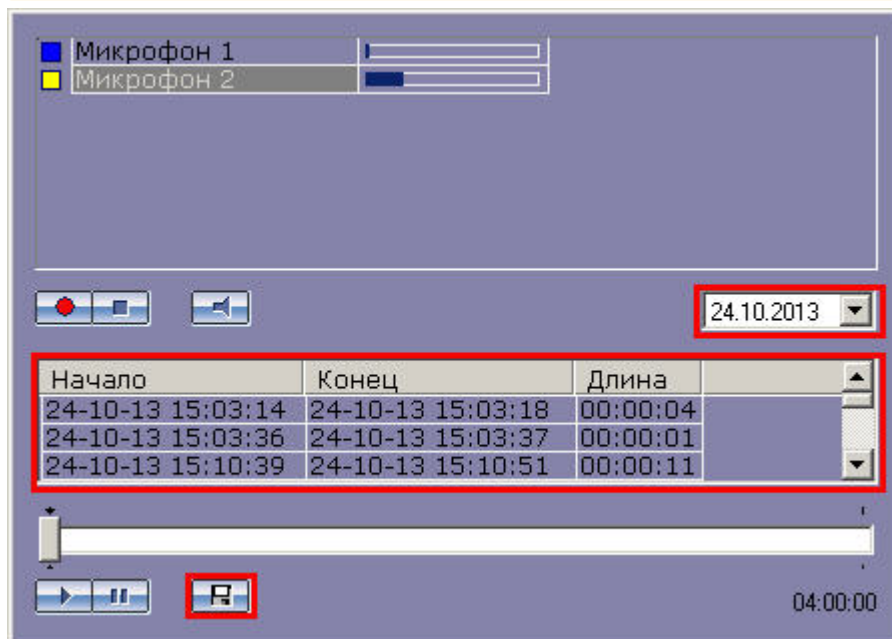 Микрофон 1
Микрофон 2
24.10.2013
Начало Конец Длина
24-10-13 15:03:14 24-10-13 15:03:18 00:00:04
24-10-13 15:03:36 24-10-13 15:03:37 00:00:01
24-10-13 15:10:39 24-10-13 15:10:51 00:00:11
04:00:00